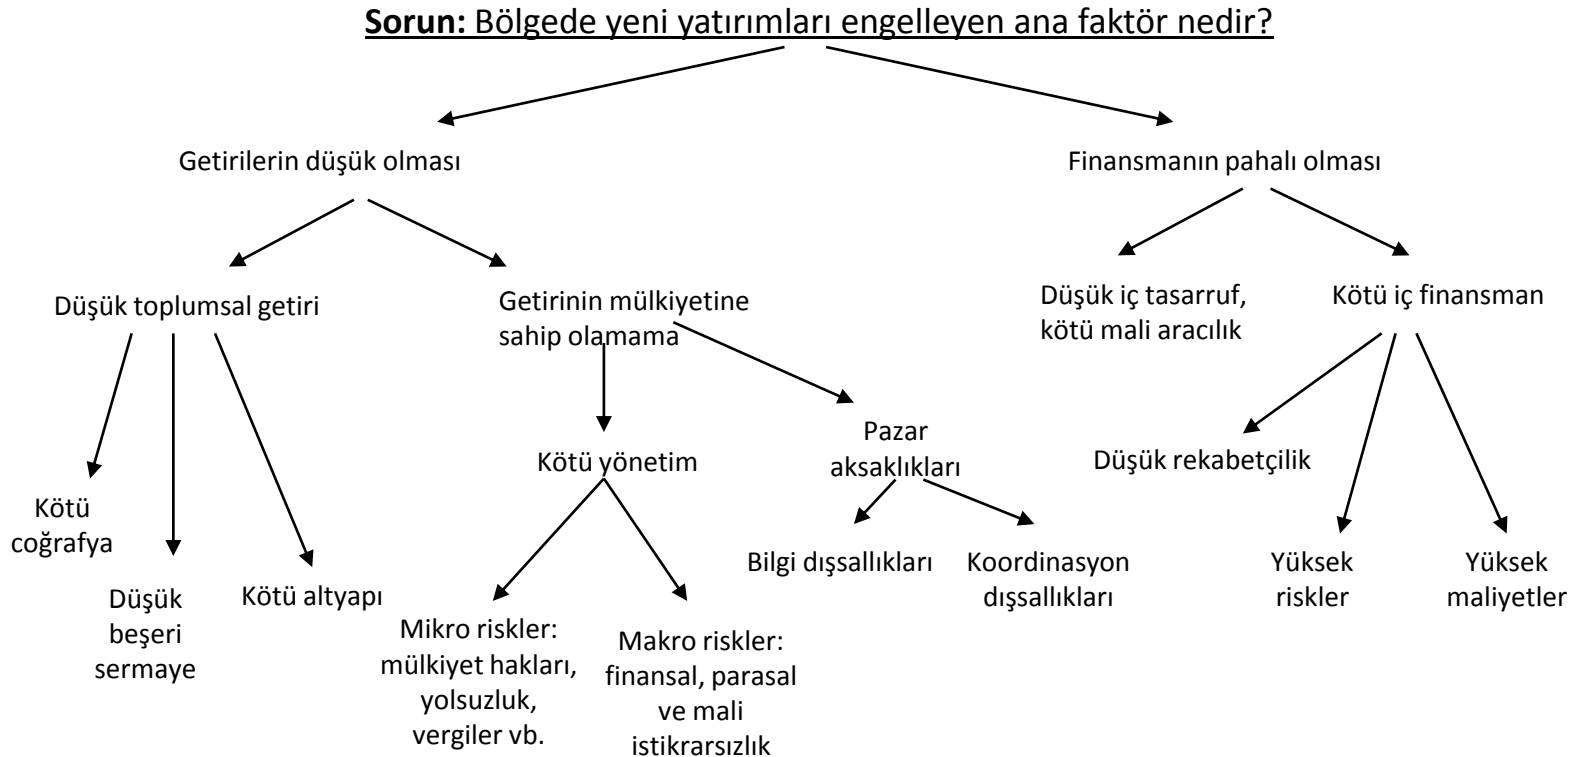 Sorun: Bölgede yeni yatırımları engelleyen ana faktör nedir?
Getirilerin düşük olması
Finansmanın pahalı olması
Düşük toplumsal getiri
Getirinin mülkiyetine
sahip olamama
Düşük iç tasarruf,
kötü mali aracılık
Kötü iç finansman
Kötü yönetim
Pazar
aksaklıkları
Düşük rekabetçilik
Kötü
coğrafya
Düşük
beşeri
sermaye
Kötü altyapı
Bilgi dışsallıkları
Koordinasyon
dışsallıkları
Yüksek
riskler
Yüksek
maliyetler
Mikro riskler:
mülkiyet hakları,
yolsuzluk,
vergiler vb.
Makro riskler:
finansal, parasal
ve mali
istikrarsızlık